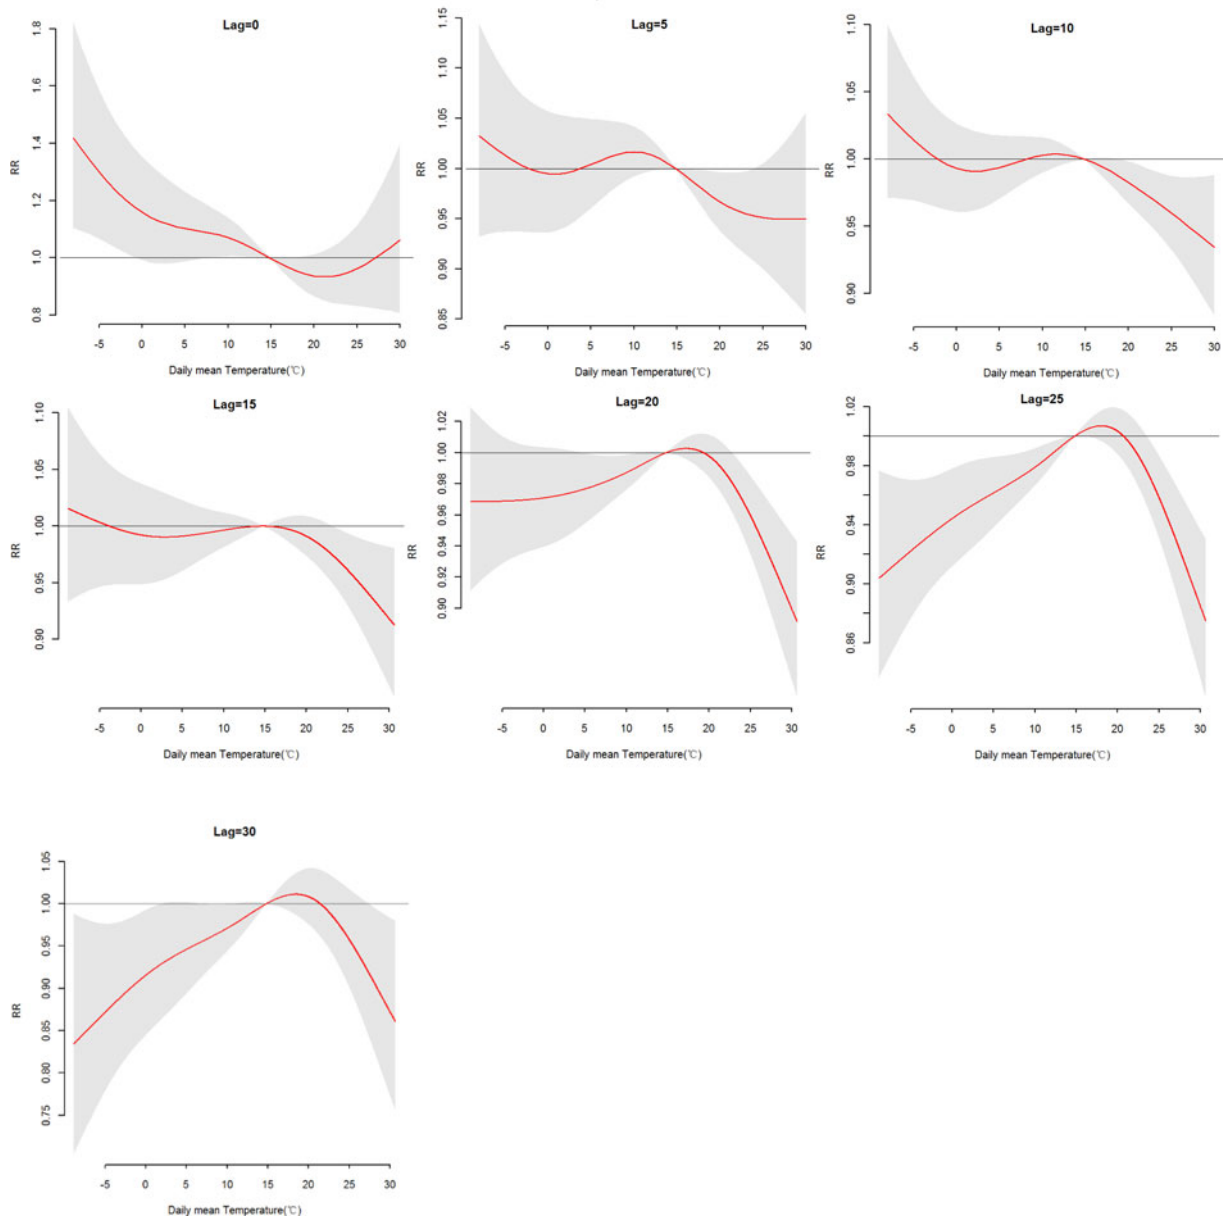 Lag=0
RR
1.8
1.6
1.4
1.2
1.0
0.8
-5 0 5 10 15 20 25 30
Daily mean Temperature(℃)
Lag=5
RR
1.15
1.10
1.05
1.00
0.95
0.90
0.85
-5 0 5 10 15 20 25 30
Daily mean Temperature(℃)
Lag=10
RR
1.10
1.05
1.00
0.95
0.90
-5 0 5 10 15 20 25 30
Daily mean Temperature(℃)
Lag=15
RR
1.10
1.05
1.00
0.95
0.90
-5 0 5 10 15 20 25 30
Daily mean Temperature(℃)
Lag=20
RR
1.02
1.00
0.98
0.96
0.94
0.92
0.90
-5 0 5 10 15 20 25 30
Daily mean Temperature(℃)
Lag=25
RR
1.02
0.98
0.94
0.90
0.86
-5 0 5 10 15 20 25 30
Daily mean Temperature(℃)
Lag=30
RR
1.05
1.00
0.95
0.90
0.85
0.80
0.75
-5 0 5 10 15 20 25 30
Daily mean Temperature(℃)